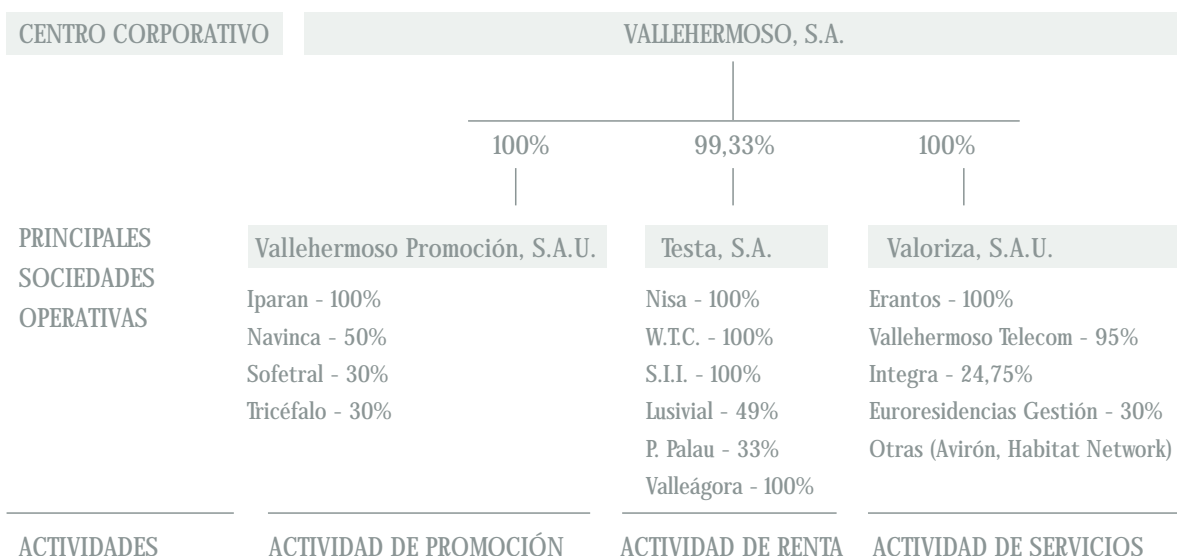 CENTRO CORPORATIVO
VALLEHERMOSO, S.A.
100%
99,33%
100%
PRINCIPALES
SOCIEDADES
OPERATIVAS
Vallehermoso Promoción, S.A.U.
Iparan - 100%
Navinca - 50%
Sofetral - 30%
Tricéfalo - 30%
Testa, S.A.
Nisa - 100%
W.T.C. - 100%
S.I.I. - 100%
Lusivial - 49%
P. Palau - 33%
Valleágora - 100%
Valoriza, S.A.U.
Erantos - 100%
Vallehermoso Telecom - 95%
Integra - 24,75%
Euroresidencias Gestión - 30%
Otras (Avirón, Habitat Network)
ACTIVIDADES
ACTIVIDAD DE PROMOCIÓN
ACTIVIDAD DE RENTA
ACTIVIDAD DE SERVICIOS